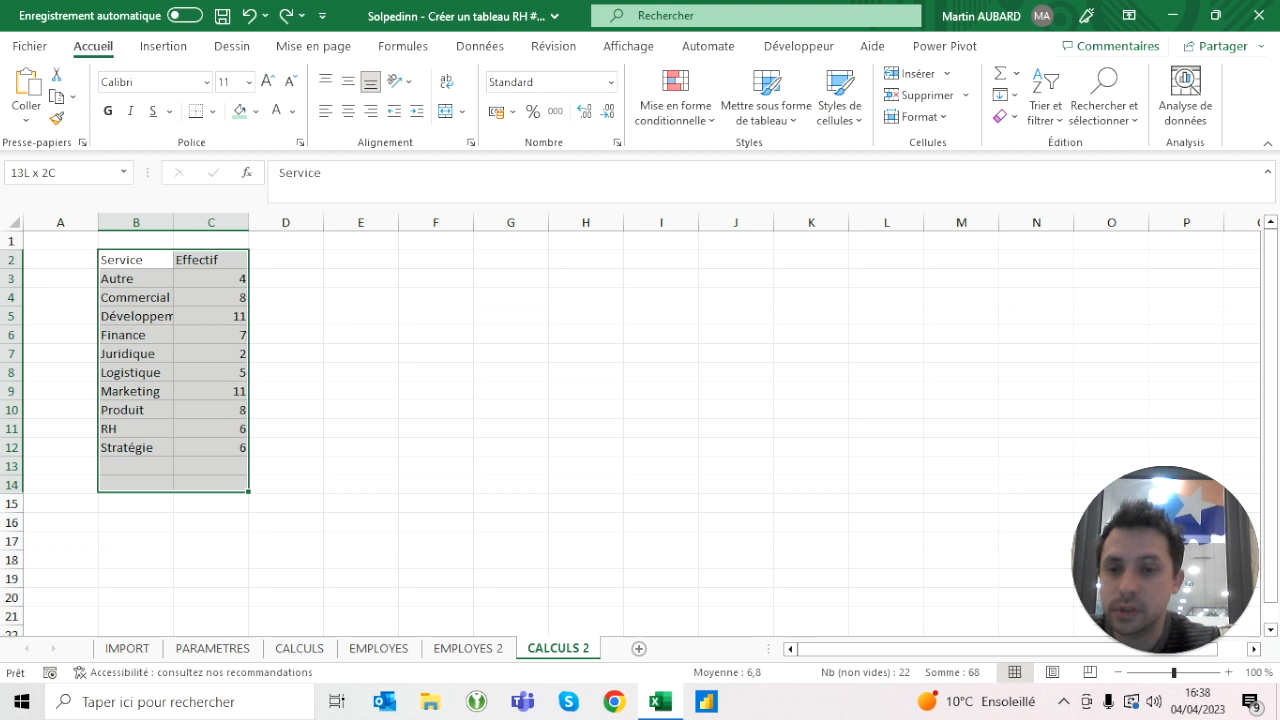 Enregistrement automatique Solpedinn - Créer un tableau RH #... Rechercher Martin AUBARD MA
Fichier Accueil Insertion Dessin Mise en page Formules Données Révision Affichage Automate Développeur Aide Power Pivot Commentaires Partager
Coller Calibri 11 Standard Mise en forme conditionnelle Mettre sous forme de tableau Styles de cellules Insérer Supprimer Format Trier et filtrer Rechercher et sélectionner Analyse de données
G I S A % 000
Presse-papiers Police Alignement Nombre Styles Cellules Édition Analysis
13L x 2C fx Service
A B C D E F G H I J K L M N O P
1
2 Service Effectif
3 Autre 4
4 Commercial 8
5 Développem 11
6 Finance 7
7 Juridique 2
8 Logistique 5
9 Marketing 11
10 Produit 8
11 RH 6
12 Stratégie 6
13
14
15
16
17
18
19
20
21
22
IMPORT PARAMETRES CALCULS EMPLOYES EMPLOYES 2 CALCULS 2
Prêt Accessibilité : consultez nos recommandations Moyenne : 6,8 Nb (non vides) : 22 Somme : 68 100 %
Taper ici pour rechercher 10°C Ensoleillé 16:38
04/04/2023 9